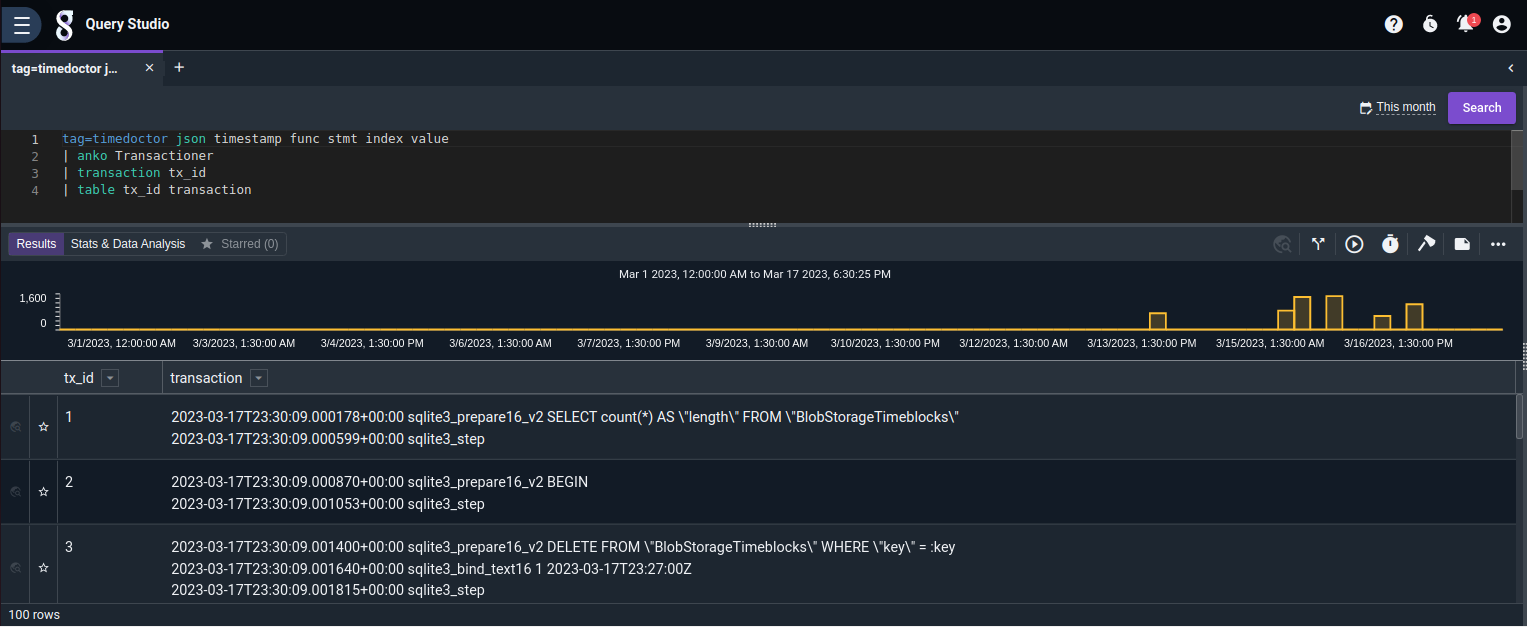 Query Studio
1
tag=timedoctor j...
This month
Search
1 tag=timedoctor json timestamp func stmt index value
2 | anko Transactioner
3 | transaction tx_id
4 | table tx_id transaction
Results Stats & Data Analysis Starred (0)
Mar 1 2023, 12:00:00 AM to Mar 17 2023, 6:30:25 PM
1,600
0
3/1/2023, 12:00:00 AM 3/3/2023, 1:30:00 AM 3/4/2023, 1:30:00 PM 3/6/2023, 1:30:00 AM 3/7/2023, 1:30:00 PM 3/9/2023, 1:30:00 AM 3/10/2023, 1:30:00 PM 3/12/2023, 1:30:00 AM 3/13/2023, 1:30:00 PM 3/15/2023, 1:30:00 AM 3/16/2023, 1:30:00 PM
tx_id transaction
1 2023-03-17T23:30:09.000178+00:00 sqlite3_prepare16_v2 SELECT count(*) AS \"length\" FROM \"BlobStorageTimeblocks\"
2023-03-17T23:30:09.000599+00:00 sqlite3_step
2 2023-03-17T23:30:09.000870+00:00 sqlite3_prepare16_v2 BEGIN
2023-03-17T23:30:09.001053+00:00 sqlite3_step
3 2023-03-17T23:30:09.001400+00:00 sqlite3_prepare16_v2 DELETE FROM \"BlobStorageTimeblocks\" WHERE \"key\" = :key
2023-03-17T23:30:09.001640+00:00 sqlite3_bind_text16 1 2023-03-17T23:27:00Z
2023-03-17T23:30:09.001815+00:00 sqlite3_step
100 rows